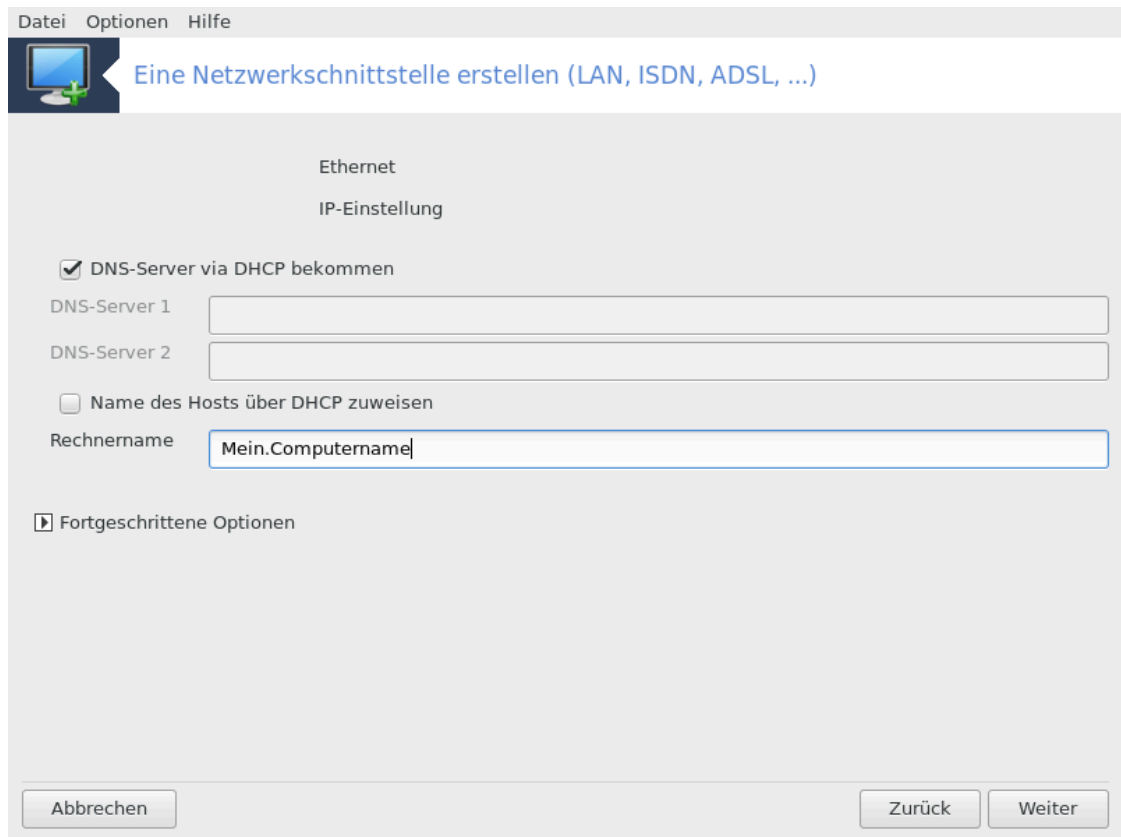 Datei Optionen Hilfe
Eine Netzwerkschnittstelle erstellen (LAN, ISDN, ADSL, ...)
Ethernet
IP-Einstellung
DNS-Server via DHCP bekommen
DNS-Server 1
DNS-Server 2
Name des Hosts über DHCP zuweisen
Rechnername Mein.Computername
Fortgeschrittene Optionen
Abbrechen Zurück Weiter